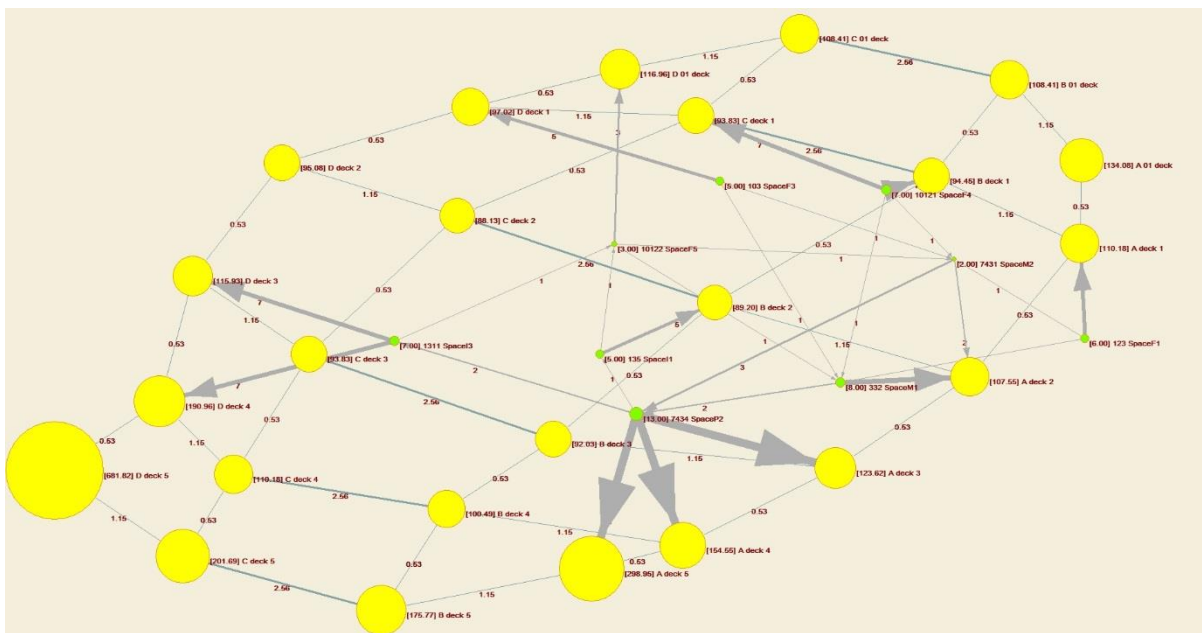 [408.41] C 01 deck
1.15
[116.96] D 01 deck
2.56
[108.41] B 01 deck
0.53
0.53
[97.02] D deck 1
1.15
[93.83] C deck 1
0.53
1.15
0.53
5
3
7
2.56
[95.08] D deck 2
1.15
0.53
[94.45] B deck 1
[134.08] A 01 deck
[5.00] 103 SpaceF3
[7.00] 10121 SpaceF4
0.53
0.53
[88.13] C deck 2
1.15
[3.00] 10122 SpaceF5
0.53
1
1
[110.18] A deck 1
2.56
1
[2.00] 7431 SpaceM2
[115.93] D deck 3
0.53
1
1
1
[89.20] B deck 2
7
1.15
5
1
1
1.15
0.53
0.53
[7.00] 1311 SpaceI3
[6.00] 123 SpaceF1
[93.83] C deck 3
[5.00] 135 SpaceI1
2
0.53
1
3
2
[107.55] A deck 2
7
[8.00] 332 SpaceM1
[190.96] D deck 4
2.56
2
[13.00] 7434 SpaceP2
0.53
0.53
0.53
1.15
[92.03] B deck 3
1.15
[123.62] A deck 3
[681.82] D deck 5
[110.18] C deck 4
0.53
2.56
0.53
[100.49] B deck 4
1.15
0.53
1.15
0.53
[154.55] A deck 4
[201.69] C deck 5
0.53
0.53
[298.95] A deck 5
2.56
1.15
[175.77] B deck 5